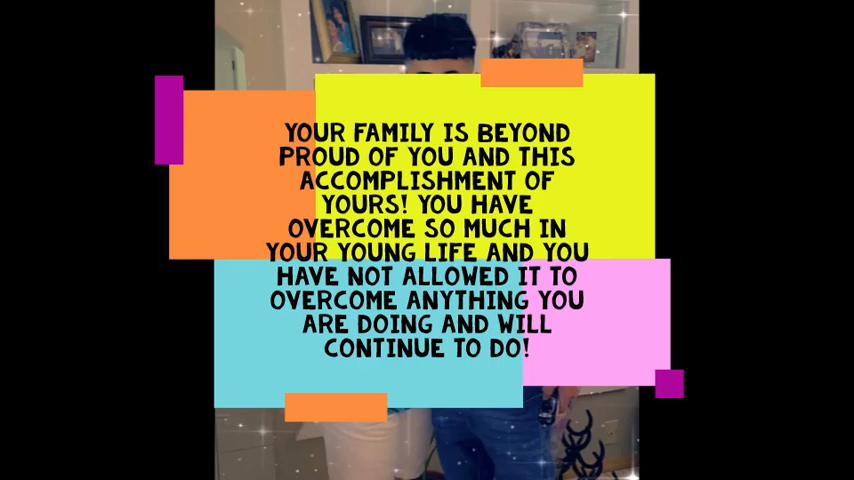 YOUR FAMILY IS BEYOND
PROUD OF YOU AND THIS
ACCOMPLISHMENT OF
YOURS! YOU HAVE
OVERCOME SO MUCH IN
YOUR YOUNG LIFE AND YOU
HAVE NOT ALLOWED IT TO
OVERCOME ANYTHING YOU
ARE DOING AND WILL
CONTINUE TO DO!